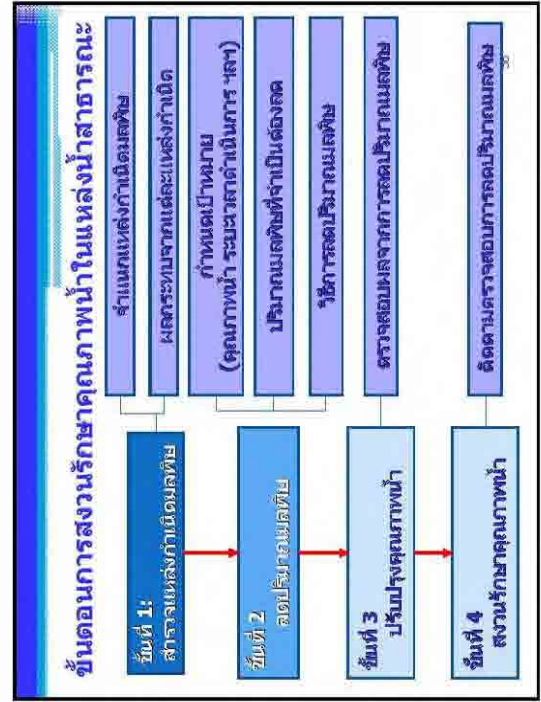 ขั้นตอนการสงวนรักษาคุณภาพน้ำในแหล่งน้ำสาธารณะ
ขั้นที่ 1:
สำรวจแหล่งกำเนิดมลพิษ
จำแนกแหล่งกำเนิดมลพิษ
ผลกระทบจากแต่ละแหล่งกำเนิด
ขั้นที่ 2
ลดปริมาณมลพิษ
กำหนดเป้าหมาย
(คุณภาพน้ำ ระยะเวลาดำเนินการ ฯลฯ)
ปริมาณมลพิษที่จำเป็นต้องลด
วิธีการลดปริมาณมลพิษ
ขั้นที่ 3
ปรับปรุงคุณภาพน้ำ
ตรวจสอบผลจากการลดปริมาณมลพิษ
ขั้นที่ 4
สงวนรักษาคุณภาพน้ำ
ติดตามตรวจสอบการลดปริมาณมลพิษ